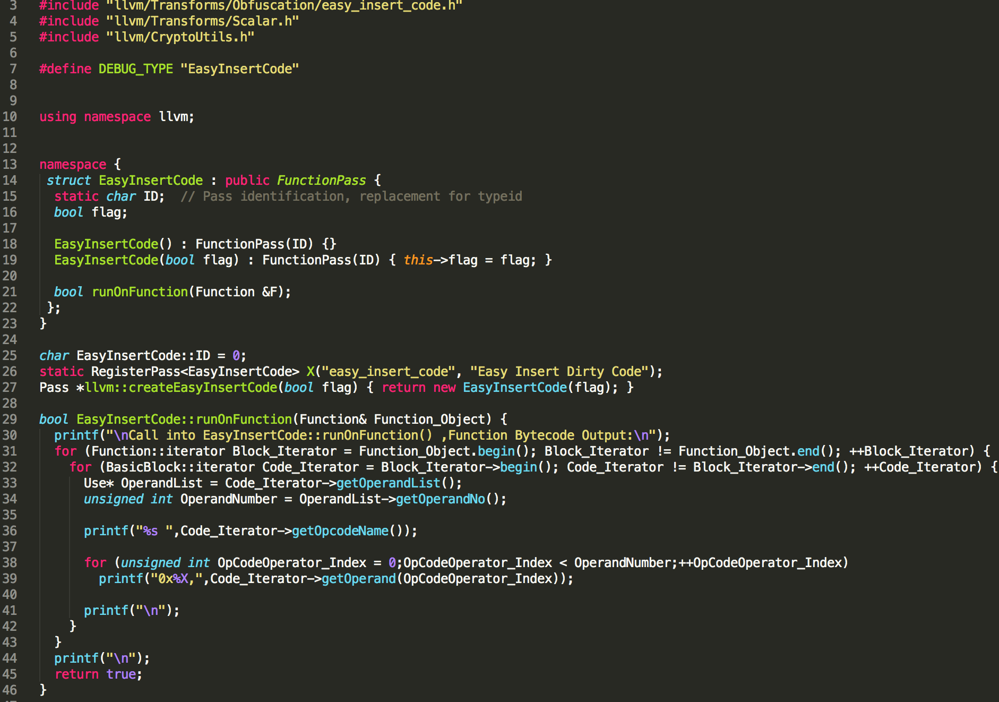 3 #include "llvm/Transforms/Obfuscation/easy_insert_code.h"
4 #include "llvm/Transforms/Scalar.h"
5 #include "llvm/CryptoUtils.h"
6
7 #define DEBUG_TYPE "EasyInsertCode"
8
9
10 using namespace llvm;
11
12
13 namespace {
14  struct EasyInsertCode : public FunctionPass {
15   static char ID;  // Pass identification, replacement for typeid
16   bool flag;
17
18   EasyInsertCode() : FunctionPass(ID) {}
19   EasyInsertCode(bool flag) : FunctionPass(ID) { this->flag = flag; }
20
21   bool runOnFunction(Function &F);
22  };
23 }
24
25 char EasyInsertCode::ID = 0;
26 static RegisterPass<EasyInsertCode> X("easy_insert_code", "Easy Insert Dirty Code");
27 Pass *llvm::createEasyInsertCode(bool flag) { return new EasyInsertCode(flag); }
28
29 bool EasyInsertCode::runOnFunction(Function& Function_Object) {
30   printf("\nCall into EasyInsertCode::runOnFunction() ,Function Bytecode Output:\n");
31   for (Function::iterator Block_Iterator = Function_Object.begin(); Block_Iterator != Function_Object.end(); ++Block_Iterator) {
32     for (BasicBlock::iterator Code_Iterator = Block_Iterator->begin(); Code_Iterator != Block_Iterator->end(); ++Code_Iterator) {
33       Use* OperandList = Code_Iterator->getOperandList();
34       unsigned int OperandNumber = OperandList->getOperandNo();
35
36       printf("%s ",Code_Iterator->getOpcodeName());
37
38       for (unsigned int OpCodeOperator_Index = 0;OpCodeOperator_Index < OperandNumber;++OpCodeOperator_Index)
39         printf("0x%X,",Code_Iterator->getOperand(OpCodeOperator_Index));
40
41       printf("\n");
42     }
43   }
44   printf("\n");
45   return true;
46 }